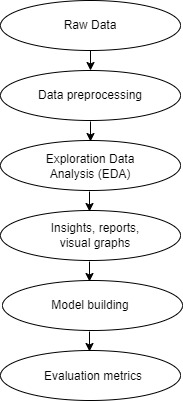 Raw Data
Data preprocessing
Exploration Data
Analysis (EDA)
Insights, reports,
visual graphs
Model building
Evaluation metrics